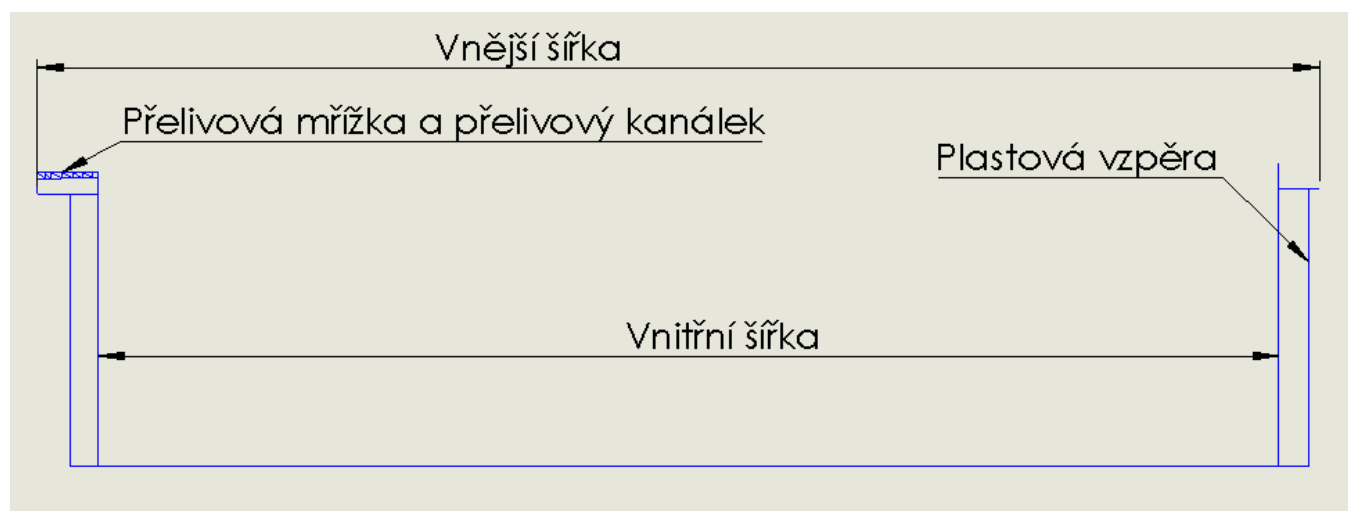 Vnější šířka
Přelivová mřížka a přelivový kanálek
Plastová vzpěra
Vnitřní šířka